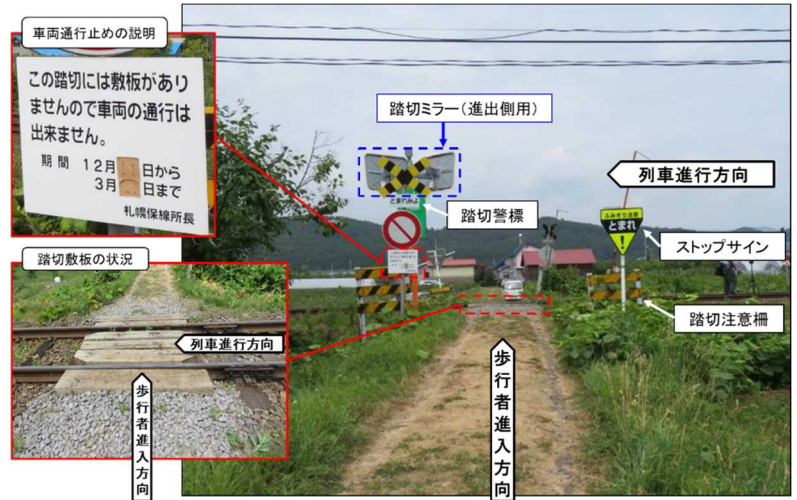 車両通行止めの説明
この踏切には敷板があり
ませんので車両の通行は
出来ません。
期間 12月 日から
3月 日まで
札幌保線所長
踏切ミラー(進出側用)
列車進行方向
とまれみよ
踏切警標
ふみきり注意
とまれ
!
ストップサイン
踏切注意柵
踏切敷板の状況
列車進行方向
歩行者進入方向
歩行者進入方向